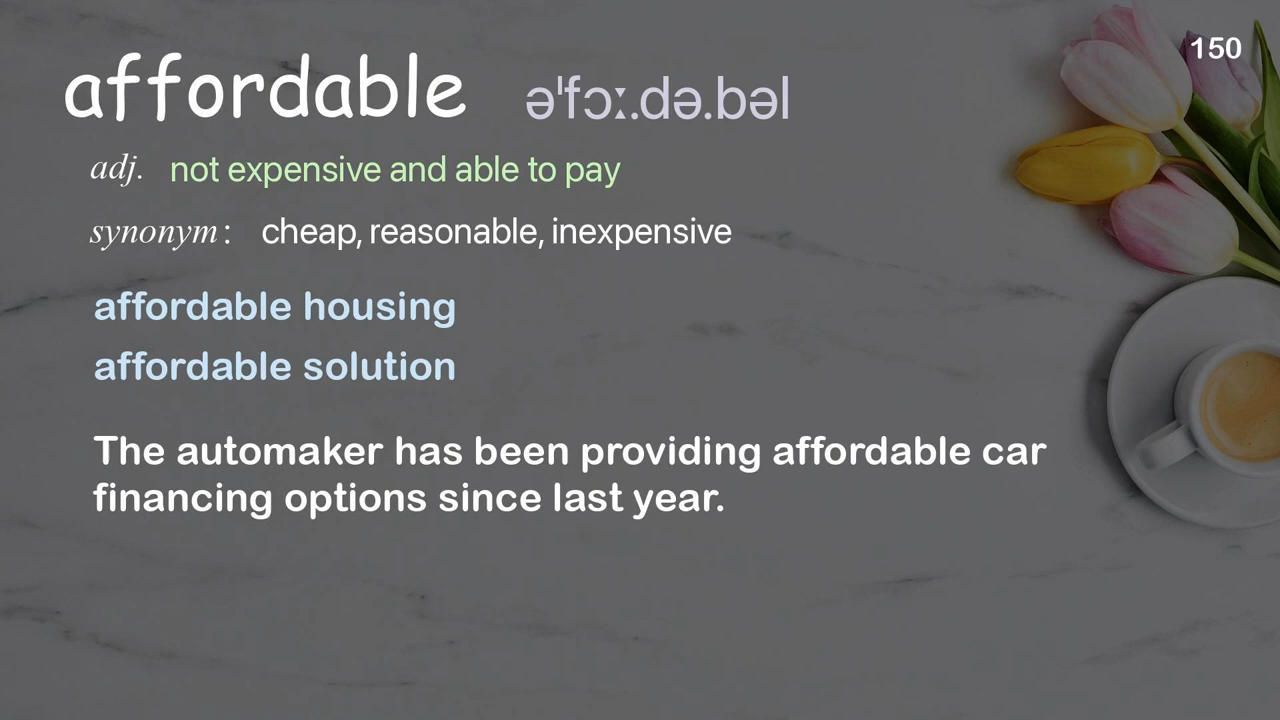 150
affordable əˈfɔː.də.bəl
adj. not expensive and able to pay
synonym : cheap, reasonable, inexpensive
affordable housing
affordable solution
The automaker has been providing affordable car
financing options since last year.